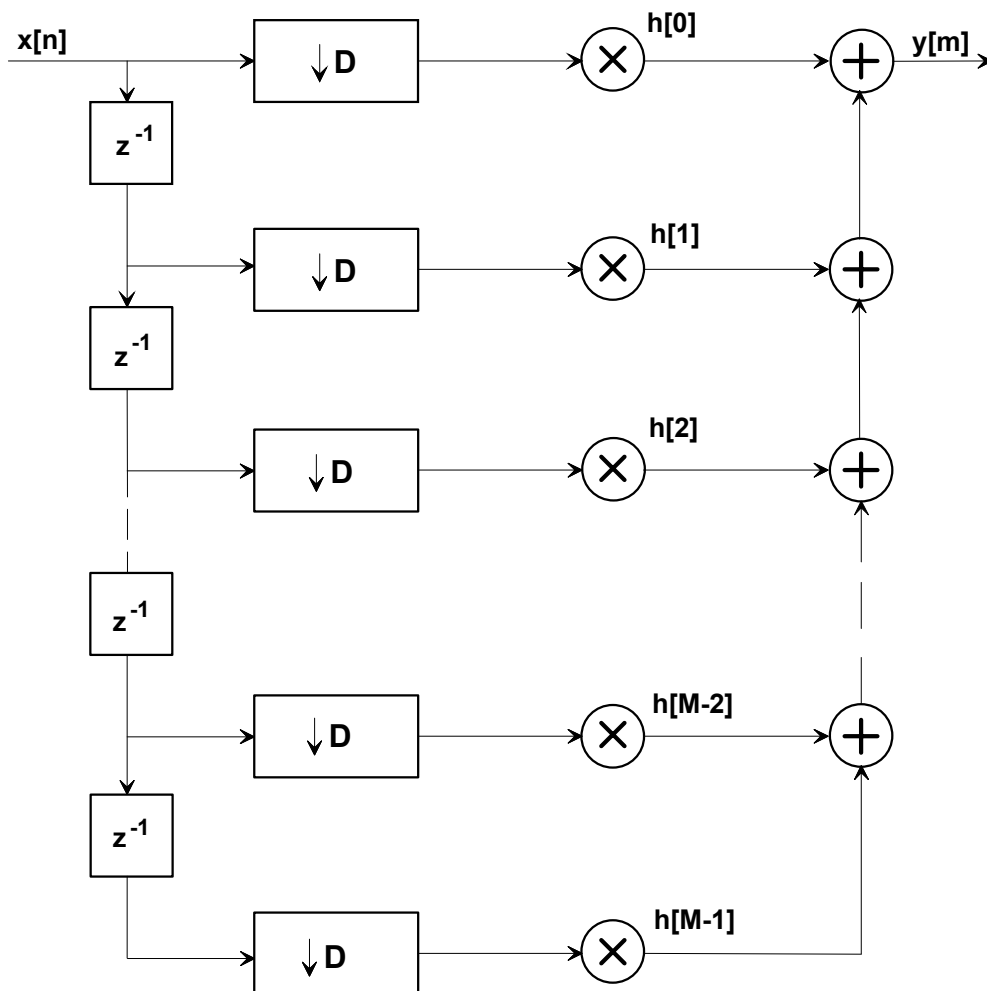 x[n]
↓ D
h[0]
y[m]
z⁻¹
↓ D
h[1]
z⁻¹
↓ D
h[2]
z⁻¹
↓ D
h[M-2]
z⁻¹
↓ D
h[M-1]